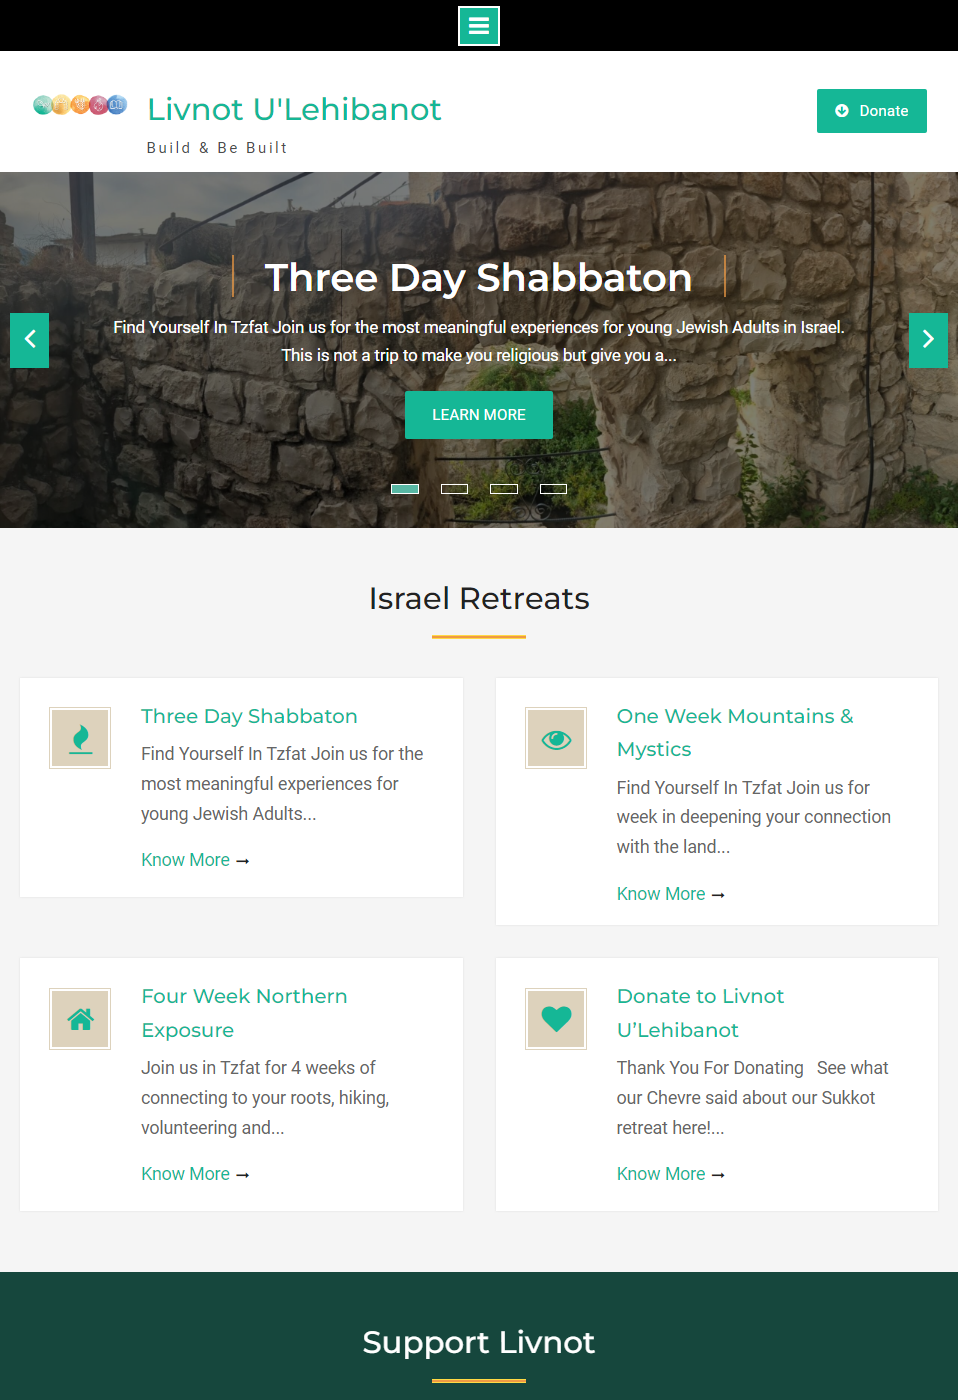 Livnot U'Lehibanot
Build & Be Built
Donate
Three Day Shabbaton
Find Yourself In Tzfat Join us for the most meaningful experiences for young Jewish Adults in Israel.
This is not a trip to make you religious but give you a...
LEARN MORE
Israel Retreats
Three Day Shabbaton
Find Yourself In Tzfat Join us for the
most meaningful experiences for
young Jewish Adults...
Know More →
One Week Mountains &
Mystics
Find Yourself In Tzfat Join us for
week in deepening your connection
with the land...
Know More →
Four Week Northern
Exposure
Join us in Tzfat for 4 weeks of
connecting to your roots, hiking,
volunteering and...
Know More →
Donate to Livnot
U’Lehibanot
Thank You For Donating   See what
our Chevre said about our Sukkot
retreat here!...
Know More →
Support Livnot